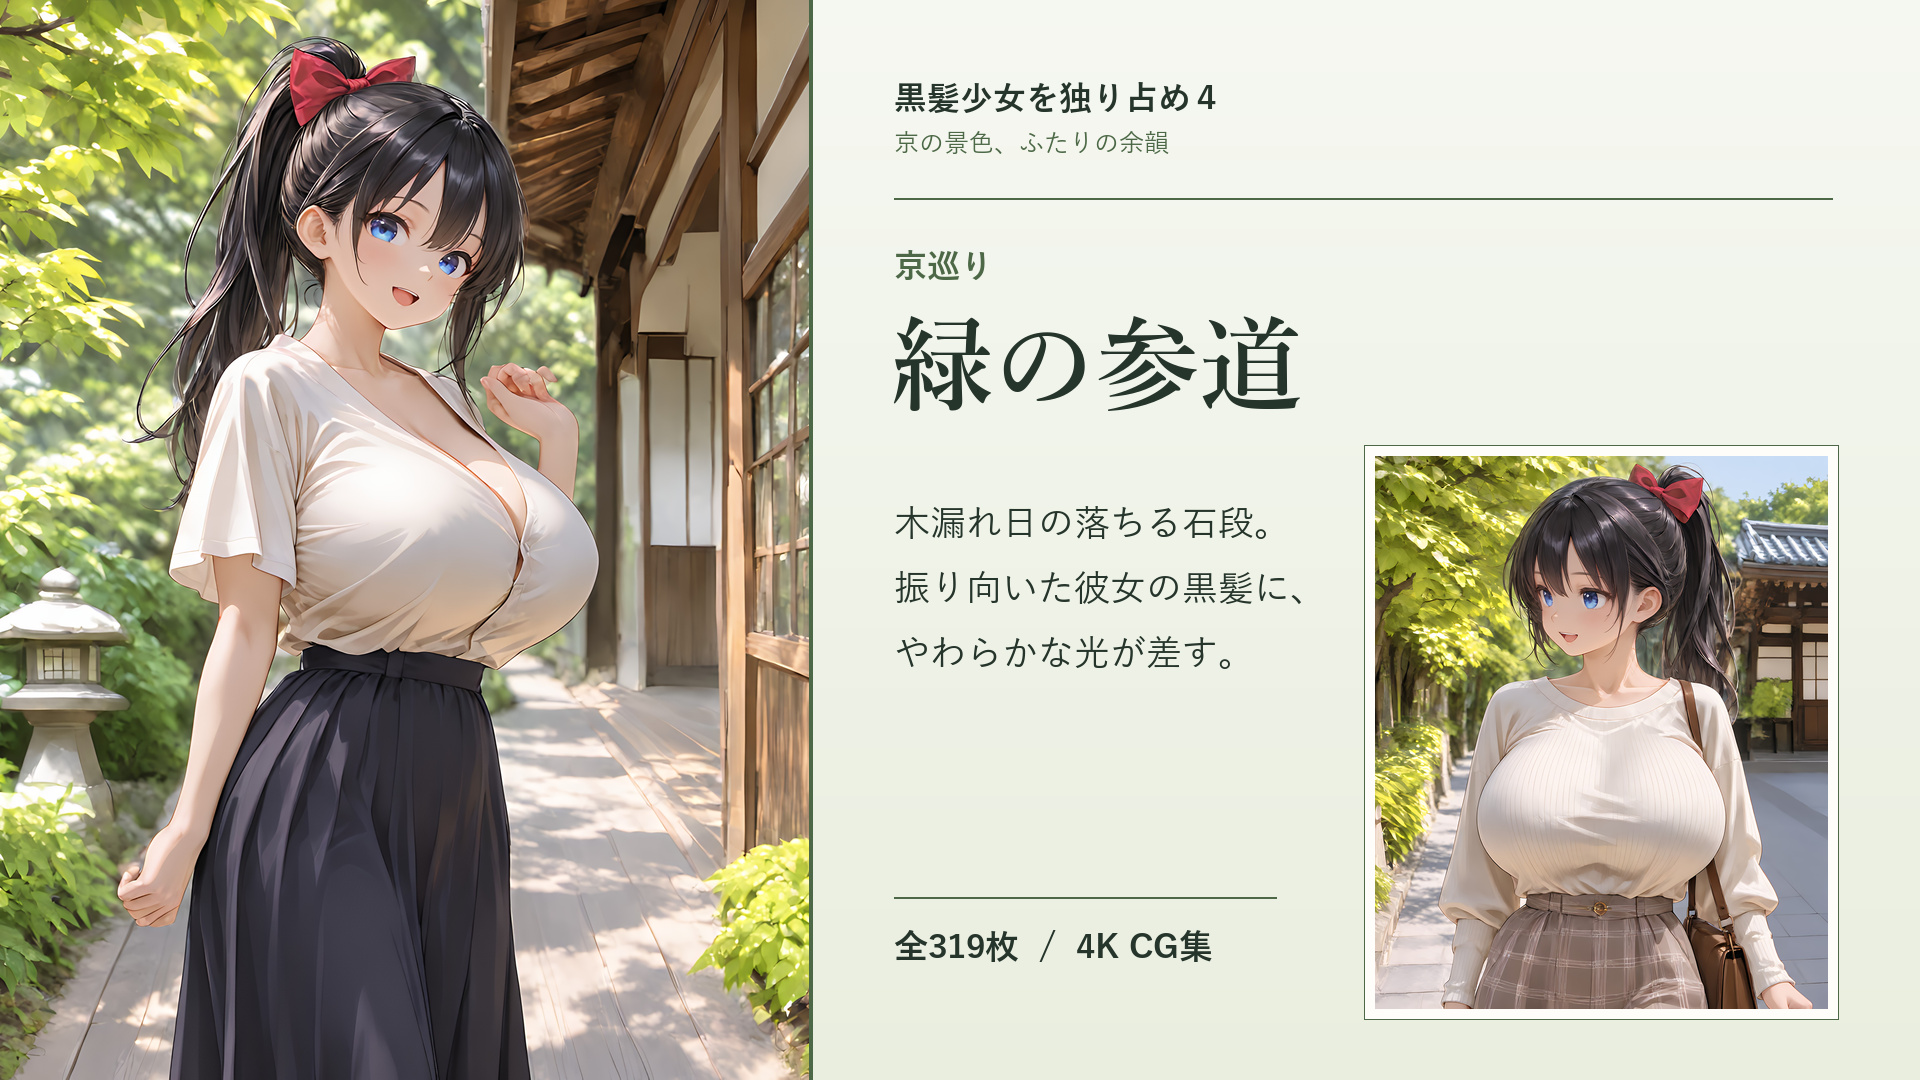 黒髪少女を独り占め4
京の景色、ふたりの余韻
京巡り
緑の参道
木漏れ日の落ちる石段。
振り向いた彼女の黒髪に、
やわらかな光が差す。
全319枚 / 4K CG集